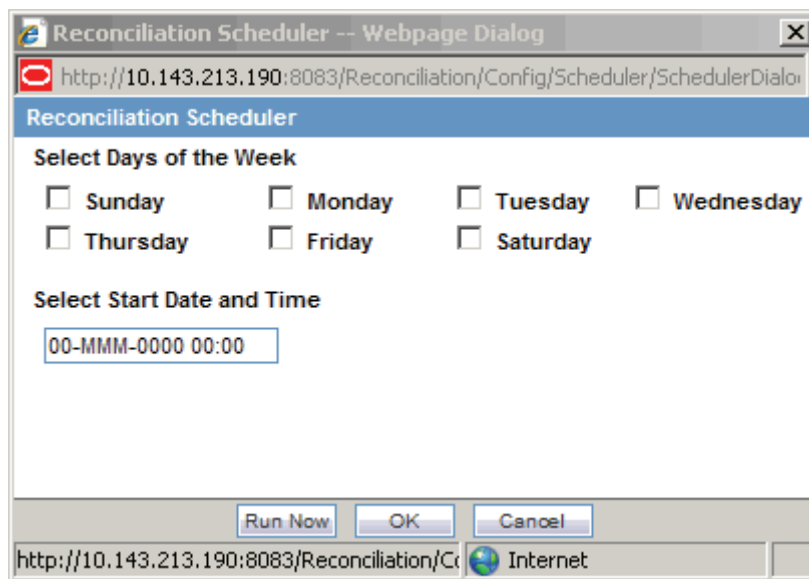 Reconciliation Scheduler -- Webpage Dialog
http://10.143.213.190:8083/Reconciliation/Config/Scheduler/SchedulerDialo
Reconciliation Scheduler
Select Days of the Week
Sunday Monday Tuesday Wednesday
Thursday Friday Saturday
Select Start Date and Time
00-MMM-0000 00:00
Run Now OK Cancel
http://10.143.213.190:8083/Reconciliation/Co Internet